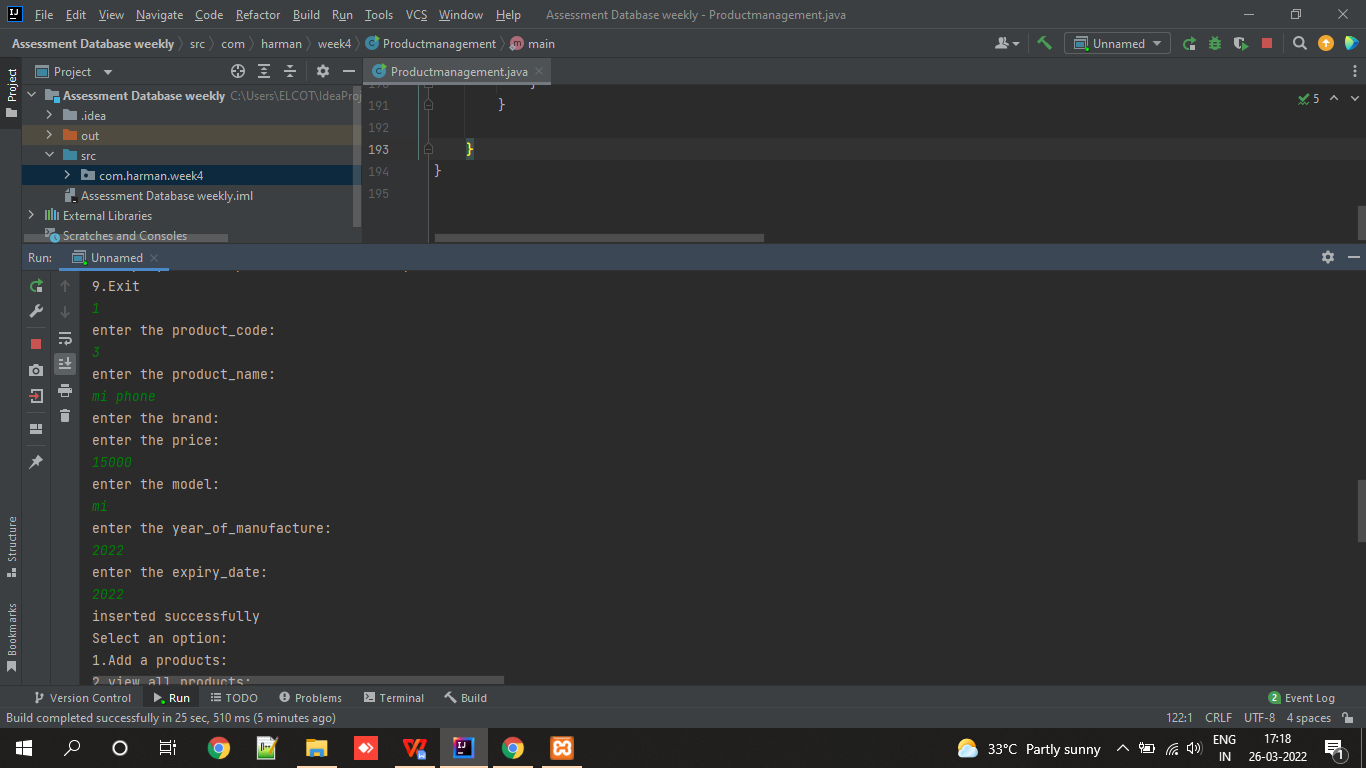 File Edit View Navigate Code Refactor Build Run Tools VCS Window Help Assessment Database weekly - Productmanagement.java
Assessment Database weekly src com harman week4 Productmanagement main Unnamed
Project
Project
Productmanagement.java
Assessment Database weekly C:\Users\ELCOT\IdeaProj
.idea
out
src
com.harman.week4
Assessment Database weekly.iml
External Libraries
Scratches and Consoles
191 }
5
192
193 }
194 }
195
Run: Unnamed
9.Exit
1
enter the product_code:
3
enter the product_name:
mi phone
enter the brand:
enter the price:
15000
enter the model:
mi
enter the year_of_manufacture:
2022
enter the expiry_date:
2022
inserted successfully
Select an option:
1.Add a products:
2.view all products:
Structure
Bookmarks
Version Control Run TODO Problems Terminal Build 2 Event Log
Build completed successfully in 25 sec, 510 ms (5 minutes ago) 122:1 CRLF UTF-8 4 spaces
33°C Partly sunny ENG IN 17:18 26-03-2022 1